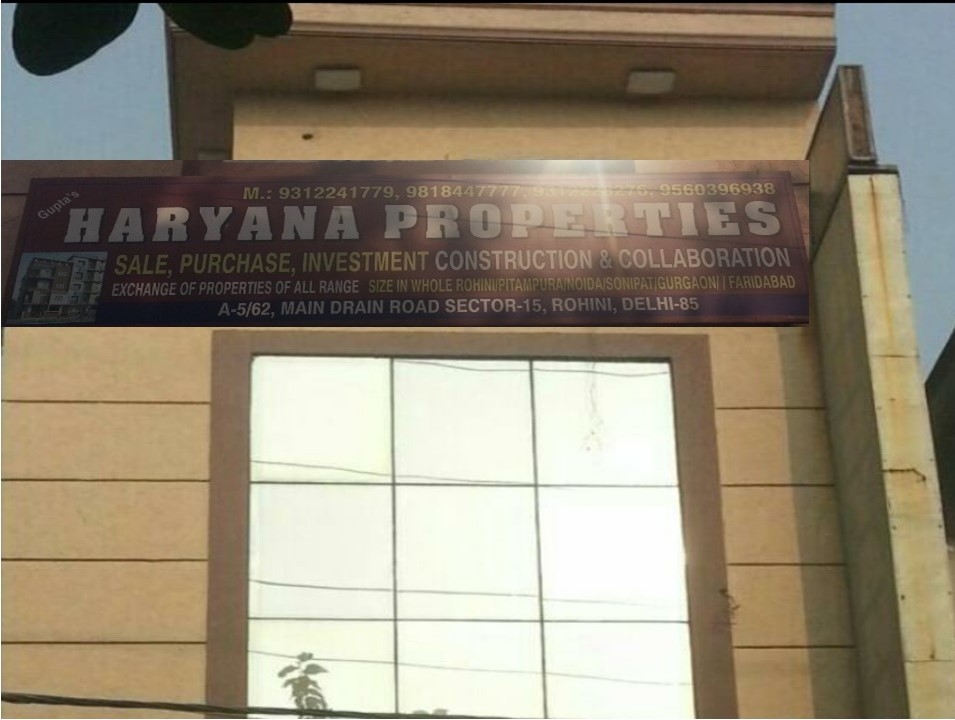 M.: 9312241779, 9818447777, 9560396938
Gupta's
HARYANA PROPERTIES
SALE, PURCHASE, INVESTMENT CONSTRUCTION & COLLABORATION
EXCHANGE OF PROPERTIES OF ALL RANGE SIZE IN WHOLE ROHINI/PITAMPURA/NOIDA/SONIPAT/GURGAON/ / FARIDABAD
A-5/62, MAIN DRAIN ROAD SECTOR-15, ROHINI, DELHI-85